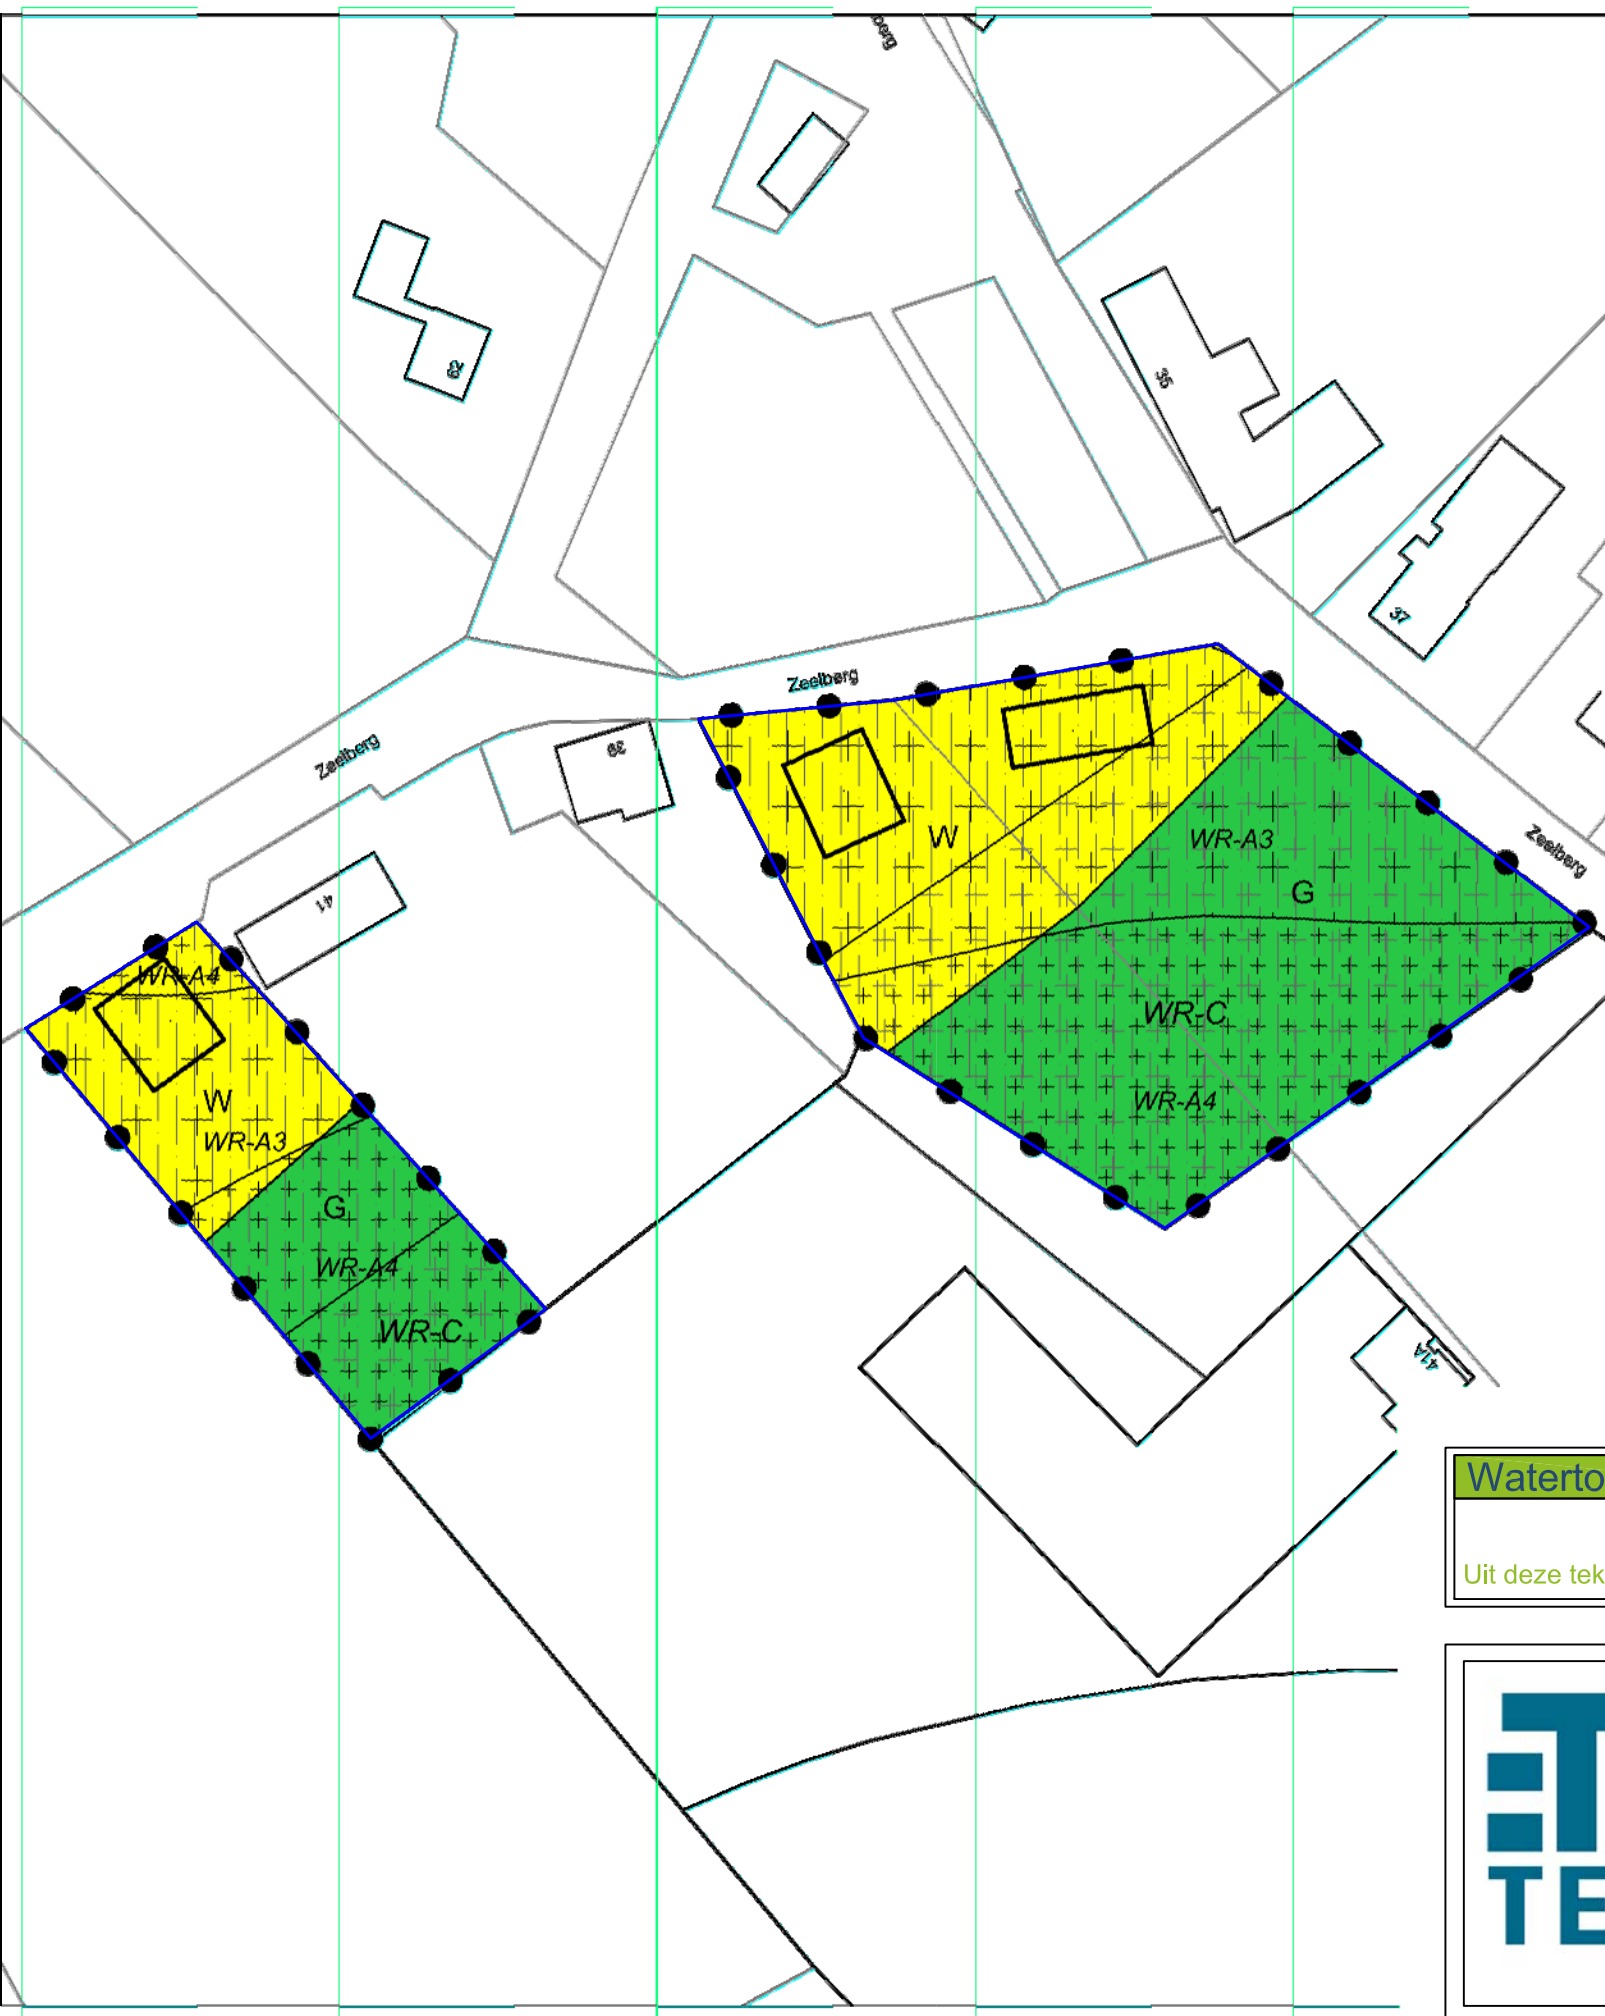 35
37
Zeelberg
Zeelberg
39
W
WR-A3
Zeelberg
G
41
WR-A4
WR-C
W
WR-A4
WR-A3
G
WR-A4
WR-C
41A
Waterto
Uit deze tek
T
TE